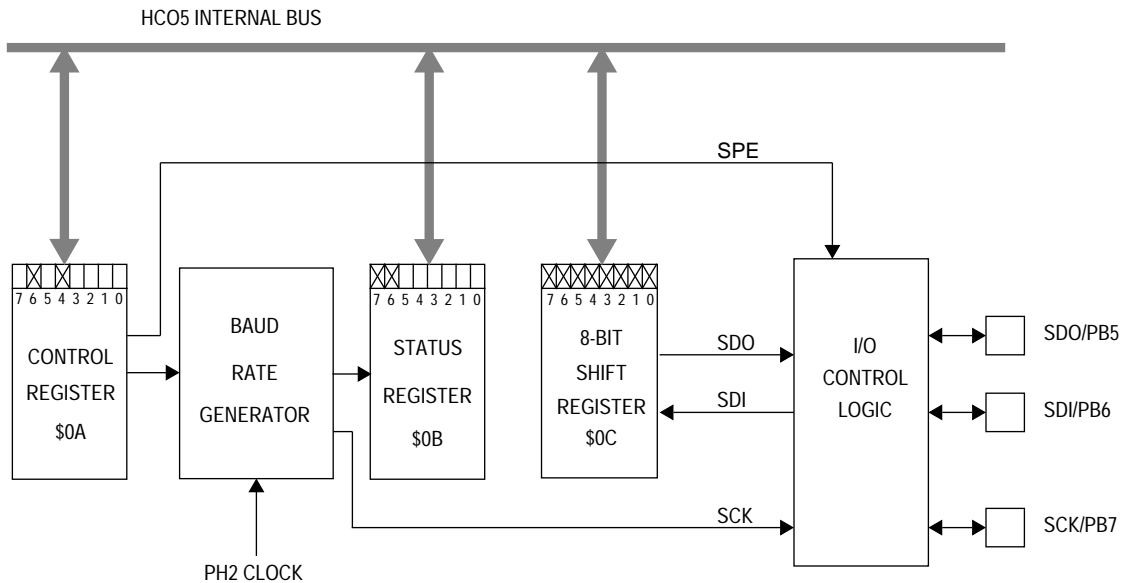 HCO5 INTERNAL BUS
SPE
7 6 5 4 3 2 1 0
CONTROL
REGISTER
$0A
BAUD
RATE
GENERATOR
7 6 5 4 3 2 1 0
STATUS
REGISTER
$0B
7 6 5 4 3 2 1 0
8-BIT
SHIFT
REGISTER
$0C
SDO
SDI
SCK
I/O
CONTROL
LOGIC
SDO/PB5
SDI/PB6
SCK/PB7
PH2 CLOCK